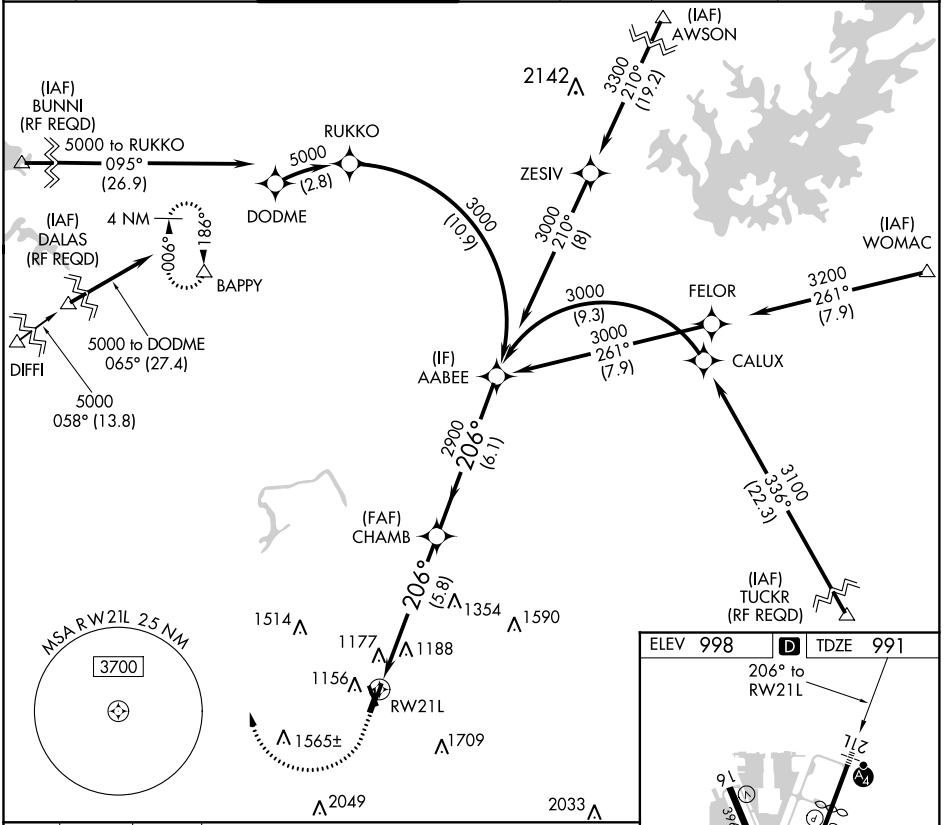 (IAF)
AWSON
3300
210°
(19.2)
2142
(IAF)
BUNNI
(RF REQD)
5000 to RUKKO
095°
(26.9)
RUKKO
5000
(2.8)
DODME
ZESIV
3000
210°
(8)
3000
(10.9)
4 NM
006°
186°
BAPPY
(IAF)
DALAS
(RF REQD)
5000 to DODME
065° (27.4)
DIFFI
5000
058° (13.8)
(IAF)
WOMAC
3200
261°
(7.9)
FELOR
3000
(9.3)
3000
261°
(7.9)
CALUX
(IF)
AABEE
2900
206°
(6.1)
3100
336°
(22.3)
(FAF)
CHAMB
206°
(5.8)
(IAF)
TUCKR
(RF REQD)
1514
1354
1590
1177
1188
1156
RW21L
1565±
1709
2049
2033
MSA RW21L 25 NM
3700
ELEV 998
D
TDZE 991
206° to
RW21L
21L
A4
16
V
P